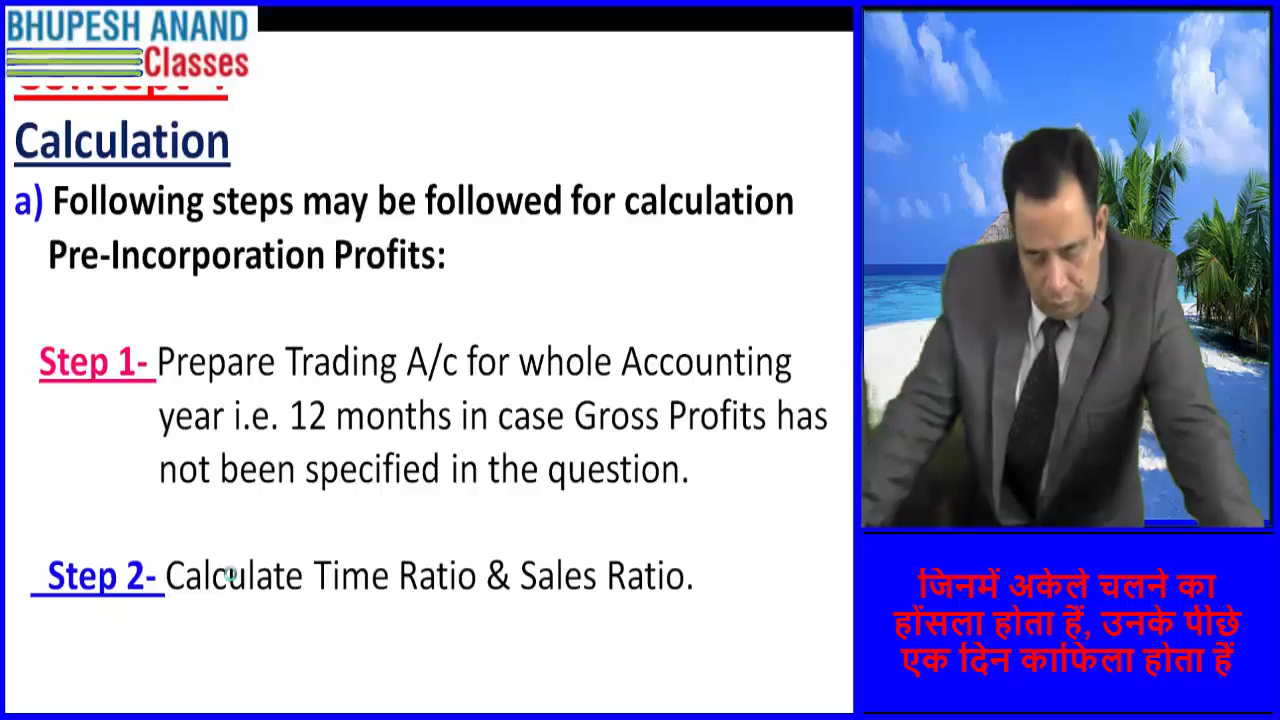 BHUPESH ANAND
Classes
Calculation
a) Following steps may be followed for calculation
Pre-Incorporation Profits:
Step 1- Prepare Trading A/c for whole Accounting
year i.e. 12 months in case Gross Profits has
not been specified in the question.
Step 2- Calculate Time Ratio & Sales Ratio.
जिनमें अकेले चलने का
होंसला होता हैं, उनके पीछे
एक दिन काफिला होता हैं